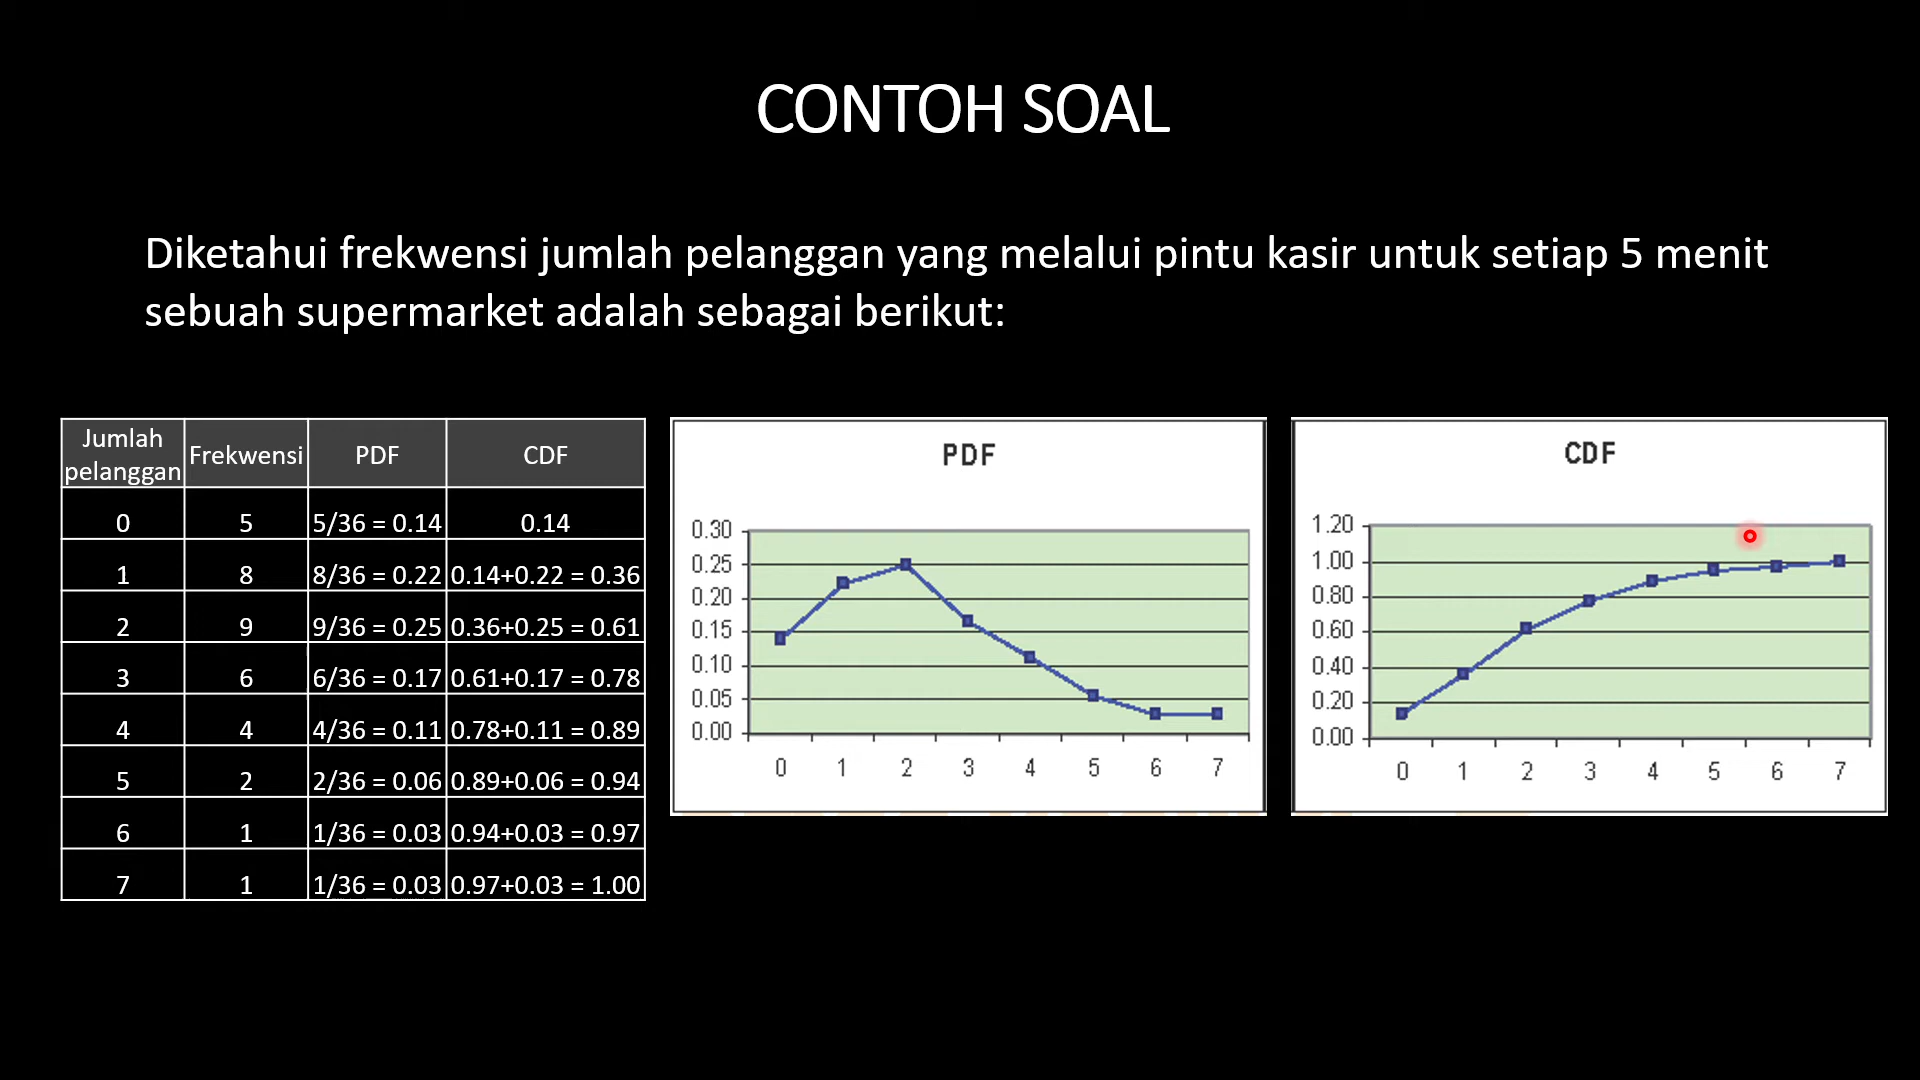 CONTOH SOAL
Diketahui frekwensi jumlah pelanggan yang melalui pintu kasir untuk setiap 5 menit
sebuah supermarket adalah sebagai berikut:
Jumlah pelanggan Frekwensi PDF CDF
0 5 5/36 = 0.14 0.14
1 8 8/36 = 0.22 0.14+0.22 = 0.36
2 9 9/36 = 0.25 0.36+0.25 = 0.61
3 6 6/36 = 0.17 0.61+0.17 = 0.78
4 4 4/36 = 0.11 0.78+0.11 = 0.89
5 2 2/36 = 0.06 0.89+0.06 = 0.94
6 1 1/36 = 0.03 0.94+0.03 = 0.97
7 1 1/36 = 0.03 0.97+0.03 = 1.00
PDF
0.30
0.25
0.20
0.15
0.10
0.05
0.00
0 1 2 3 4 5 6 7
CDF
1.20
1.00
0.80
0.60
0.40
0.20
0.00
0 1 2 3 4 5 6 7